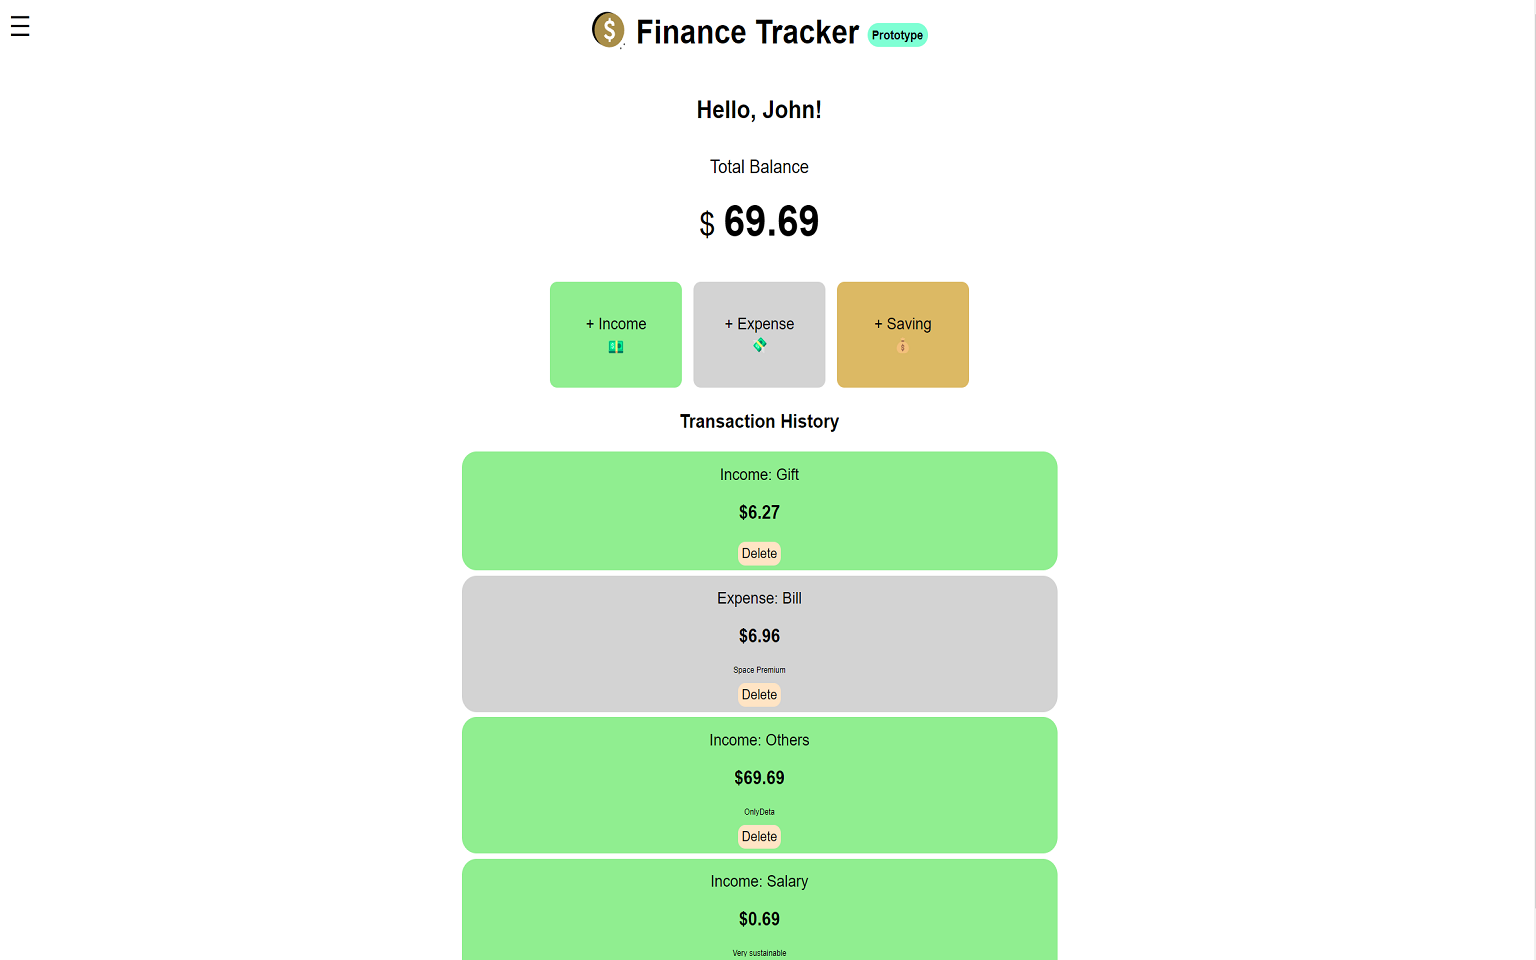 ☰
Finance Tracker Prototype
Hello, John!
Total Balance
$ 69.69
+ Income
+ Expense
+ Saving
Transaction History
Income: Gift
$6.27
Delete
Expense: Bill
$6.96
Space Premium
Delete
Income: Others
$69.69
OnlyDeta
Delete
Income: Salary
$0.69
Very sustainable